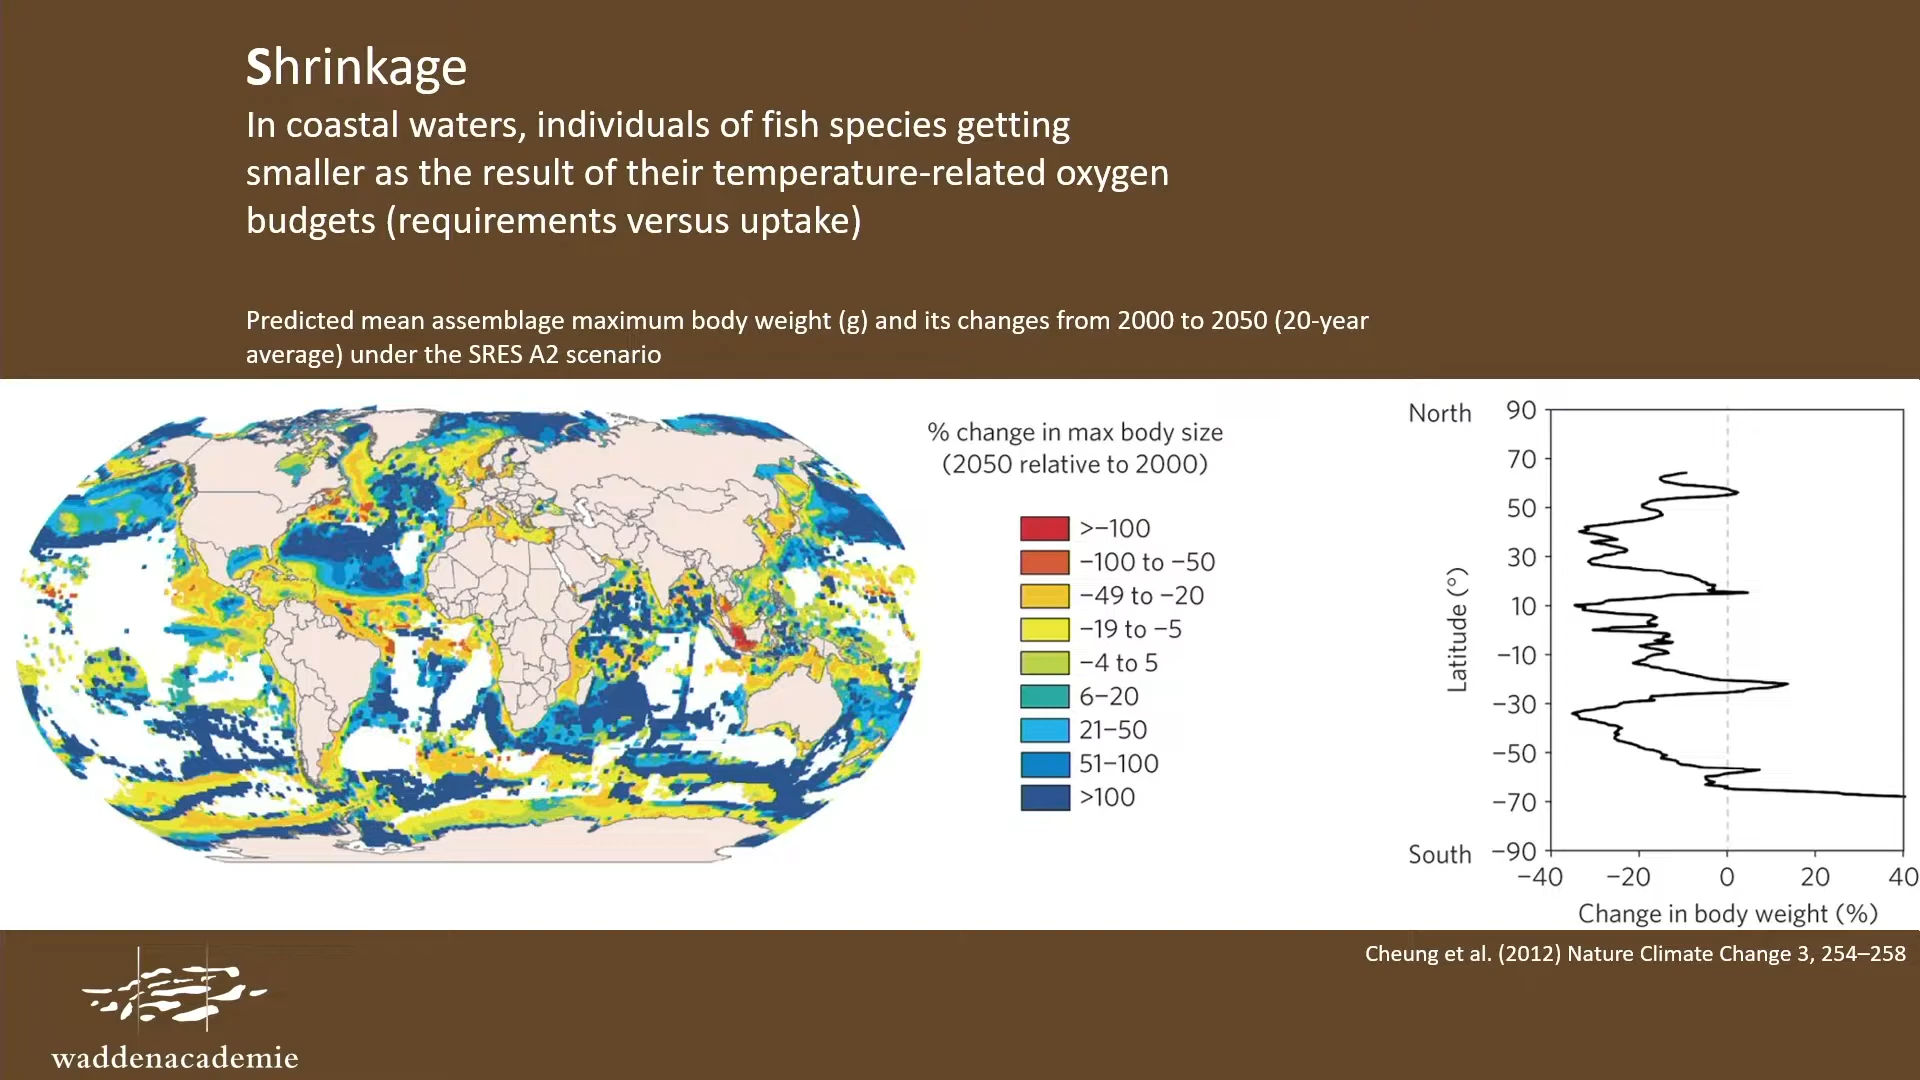 Shrinkage
In coastal waters, individuals of fish species getting
smaller as the result of their temperature-related oxygen
budgets (requirements versus uptake)
Predicted mean assemblage maximum body weight (g) and its changes from 2000 to 2050 (20-year
average) under the SRES A2 scenario
% change in max body size
(2050 relative to 2000)
>−100
−100 to −50
−49 to −20
−19 to −5
−4 to 5
6−20
21−50
51−100
>100
North
South
Latitude (°)
90
70
50
30
10
−10
−30
−50
−70
−90
−40 −20 0 20 40
Change in body weight (%)
Cheung et al. (2012) Nature Climate Change 3, 254–258
waddenacademie